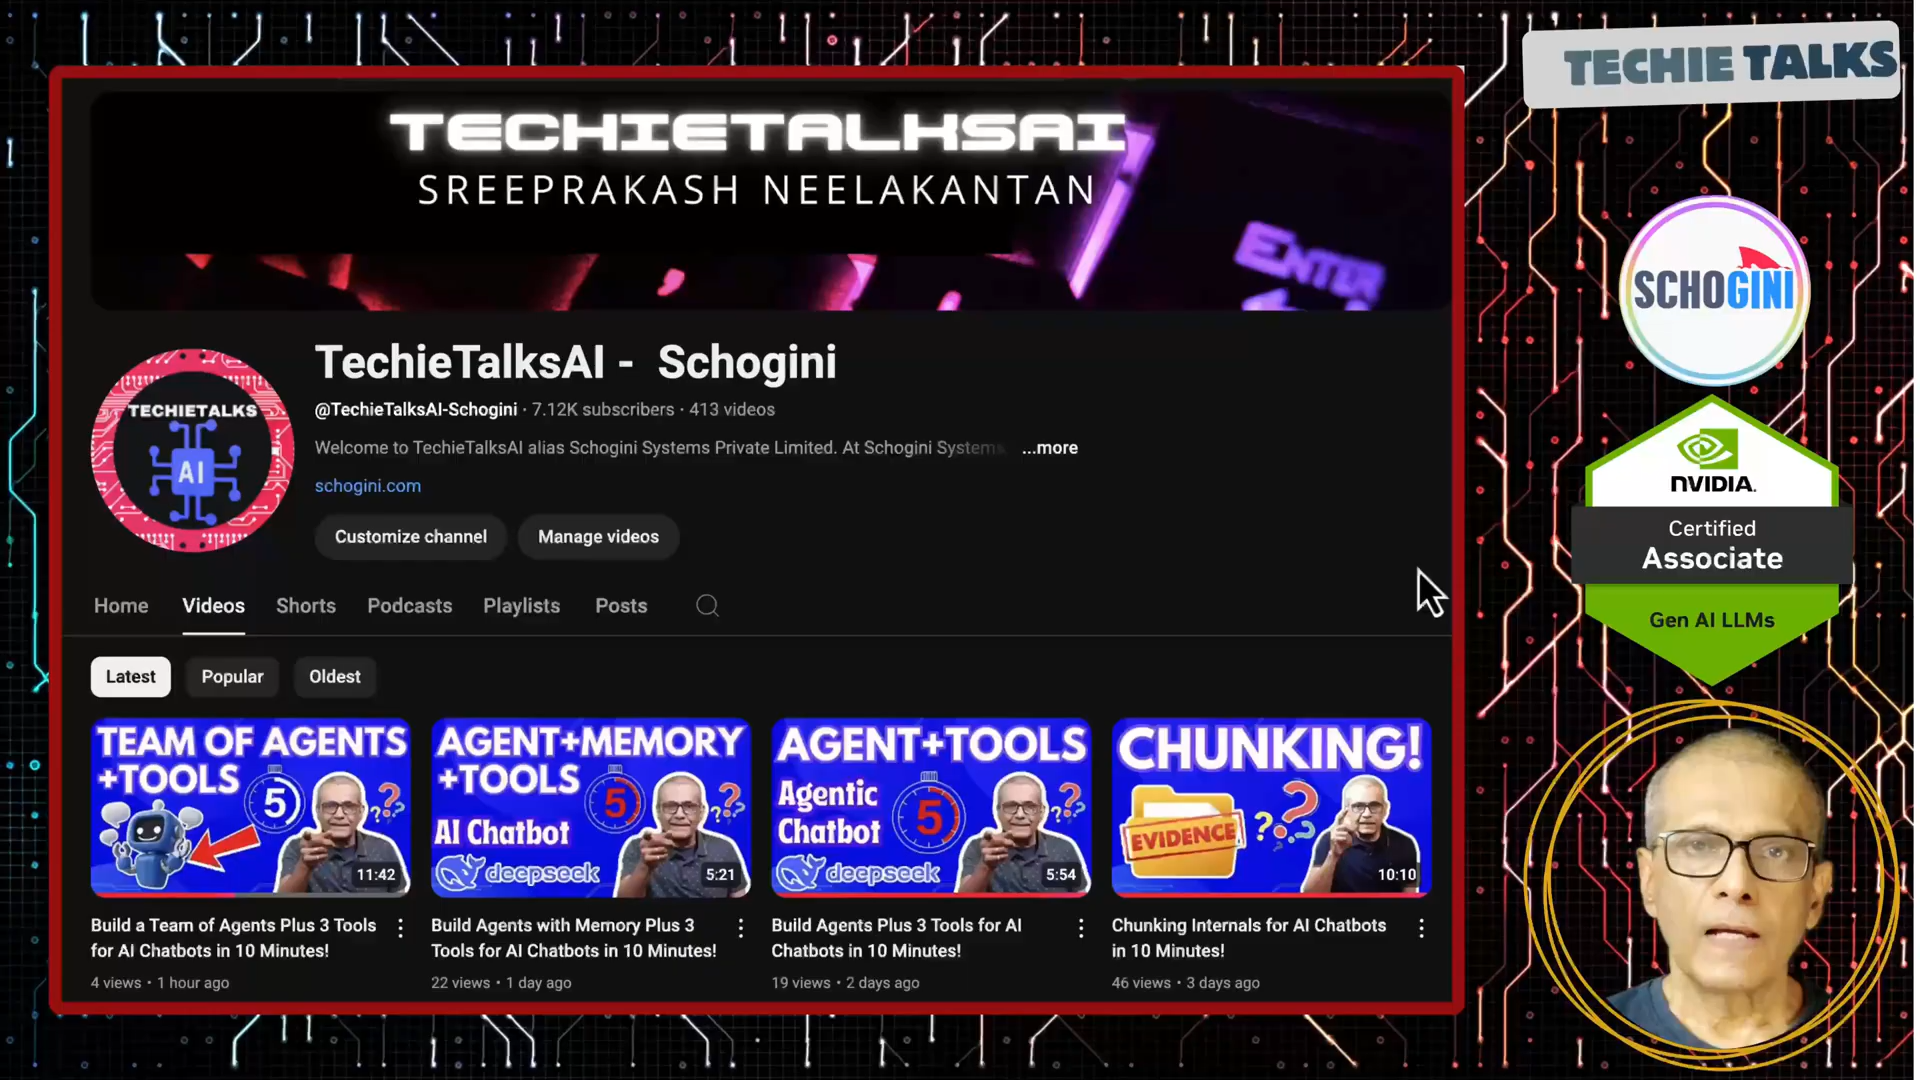 TECHIE TALKS
TECHIETALKSAI
SREEPRAKASH NEELAKANTAN
ENTER
TECHIETALKS
AI
TechieTalksAI - Schogini
@TechieTalksAI-Schogini · 7.12K subscribers · 413 videos
Welcome to TechieTalksAI alias Schogini Systems Private Limited. At Schogini Systems ...more
schogini.com
Customize channel
Manage videos
Home
Videos
Shorts
Podcasts
Playlists
Posts
Latest
Popular
Oldest
TEAM OF AGENTS
+TOOLS
5
??
11:42
Build a Team of Agents Plus 3 Tools
for AI Chatbots in 10 Minutes!
4 views • 1 hour ago
AGENT+MEMORY
+TOOLS
5
??
AI Chatbot
deepseek
5:21
Build Agents with Memory Plus 3
Tools for AI Chatbots in 10 Minutes!
22 views • 1 day ago
AGENT+TOOLS
Agentic
Chatbot
5
??
deepseek
5:54
Build Agents Plus 3 Tools for AI
Chatbots in 10 Minutes!
19 views • 2 days ago
CHUNKING!
EVIDENCE
???
10:10
Chunking Internals for AI Chatbots
in 10 Minutes!
46 views • 3 days ago
SCHOGINI
NVIDIA.
Certified
Associate
Gen AI LLMs